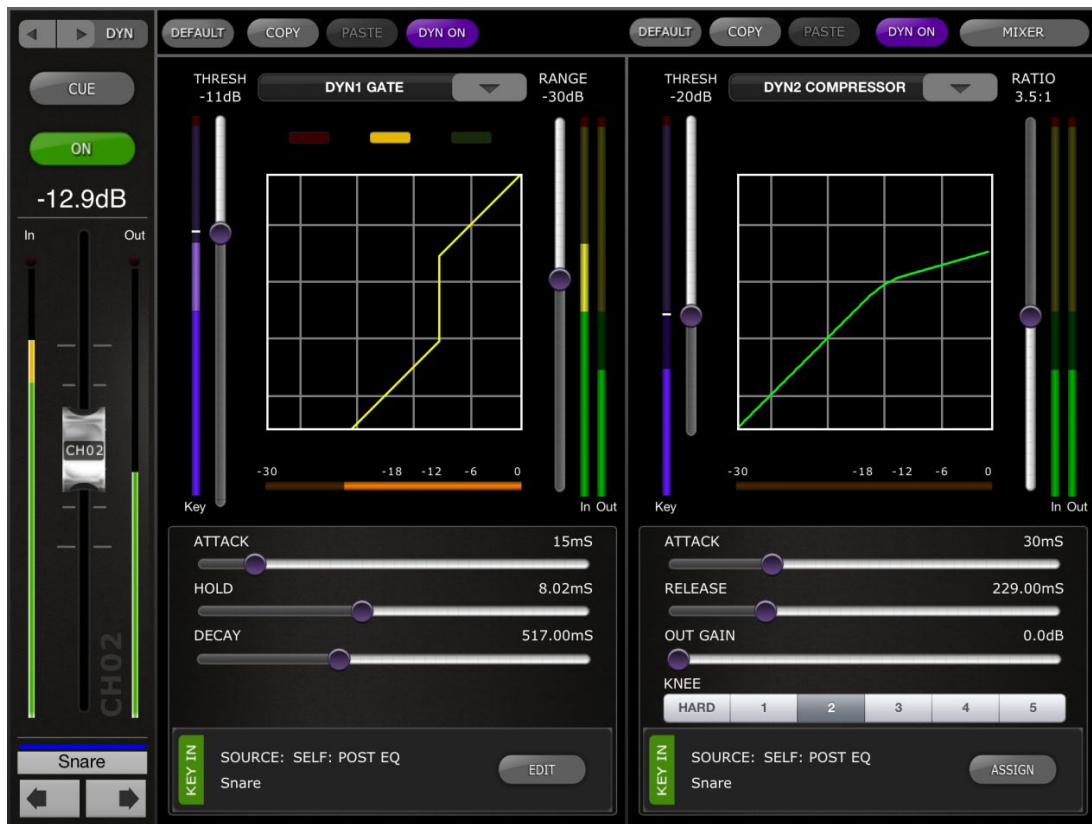 DYN
CUE
ON
-12.9dB
In
Out
CH02
CH02
Snare
DEFAULT
COPY
PASTE
DYN ON
THRESH
-11dB
DYN1 GATE
RANGE
-30dB
-30
-18
-12
-6
0
Key
In Out
ATTACK
15mS
HOLD
8.02mS
DECAY
517.00mS
KEY IN
SOURCE: SELF: POST EQ
Snare
EDIT
DEFAULT
COPY
PASTE
DYN ON
MIXER
THRESH
-20dB
DYN2 COMPRESSOR
RATIO
3.5:1
-30
-18
-12
-6
0
Key
In Out
ATTACK
30mS
RELEASE
229.00mS
OUT GAIN
0.0dB
KNEE
HARD
1
2
3
4
5
KEY IN
SOURCE: SELF: POST EQ
Snare
ASSIGN